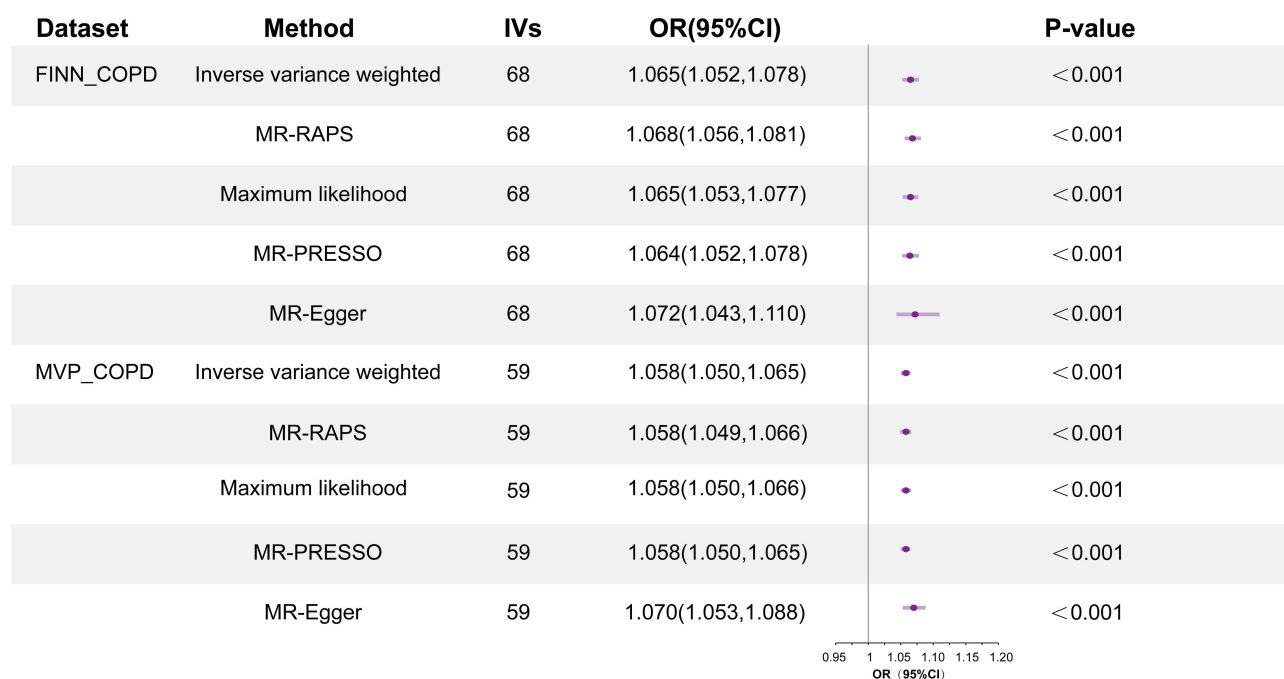 Dataset Method IVs OR(95%CI) P-value
FINN_COPD Inverse variance weighted 68 1.065(1.052,1.078) <0.001
MR-RAPS 68 1.068(1.056,1.081) <0.001
Maximum likelihood 68 1.065(1.053,1.077) <0.001
MR-PRESSO 68 1.064(1.052,1.078) <0.001
MR-Egger 68 1.072(1.043,1.110) <0.001
MVP_COPD Inverse variance weighted 59 1.058(1.050,1.065) <0.001
MR-RAPS 59 1.058(1.049,1.066) <0.001
Maximum likelihood 59 1.058(1.050,1.066) <0.001
MR-PRESSO 59 1.058(1.050,1.065) <0.001
MR-Egger 59 1.070(1.053,1.088) <0.001
0.95 1 1.05 1.10 1.15 1.20
OR（95%CI）